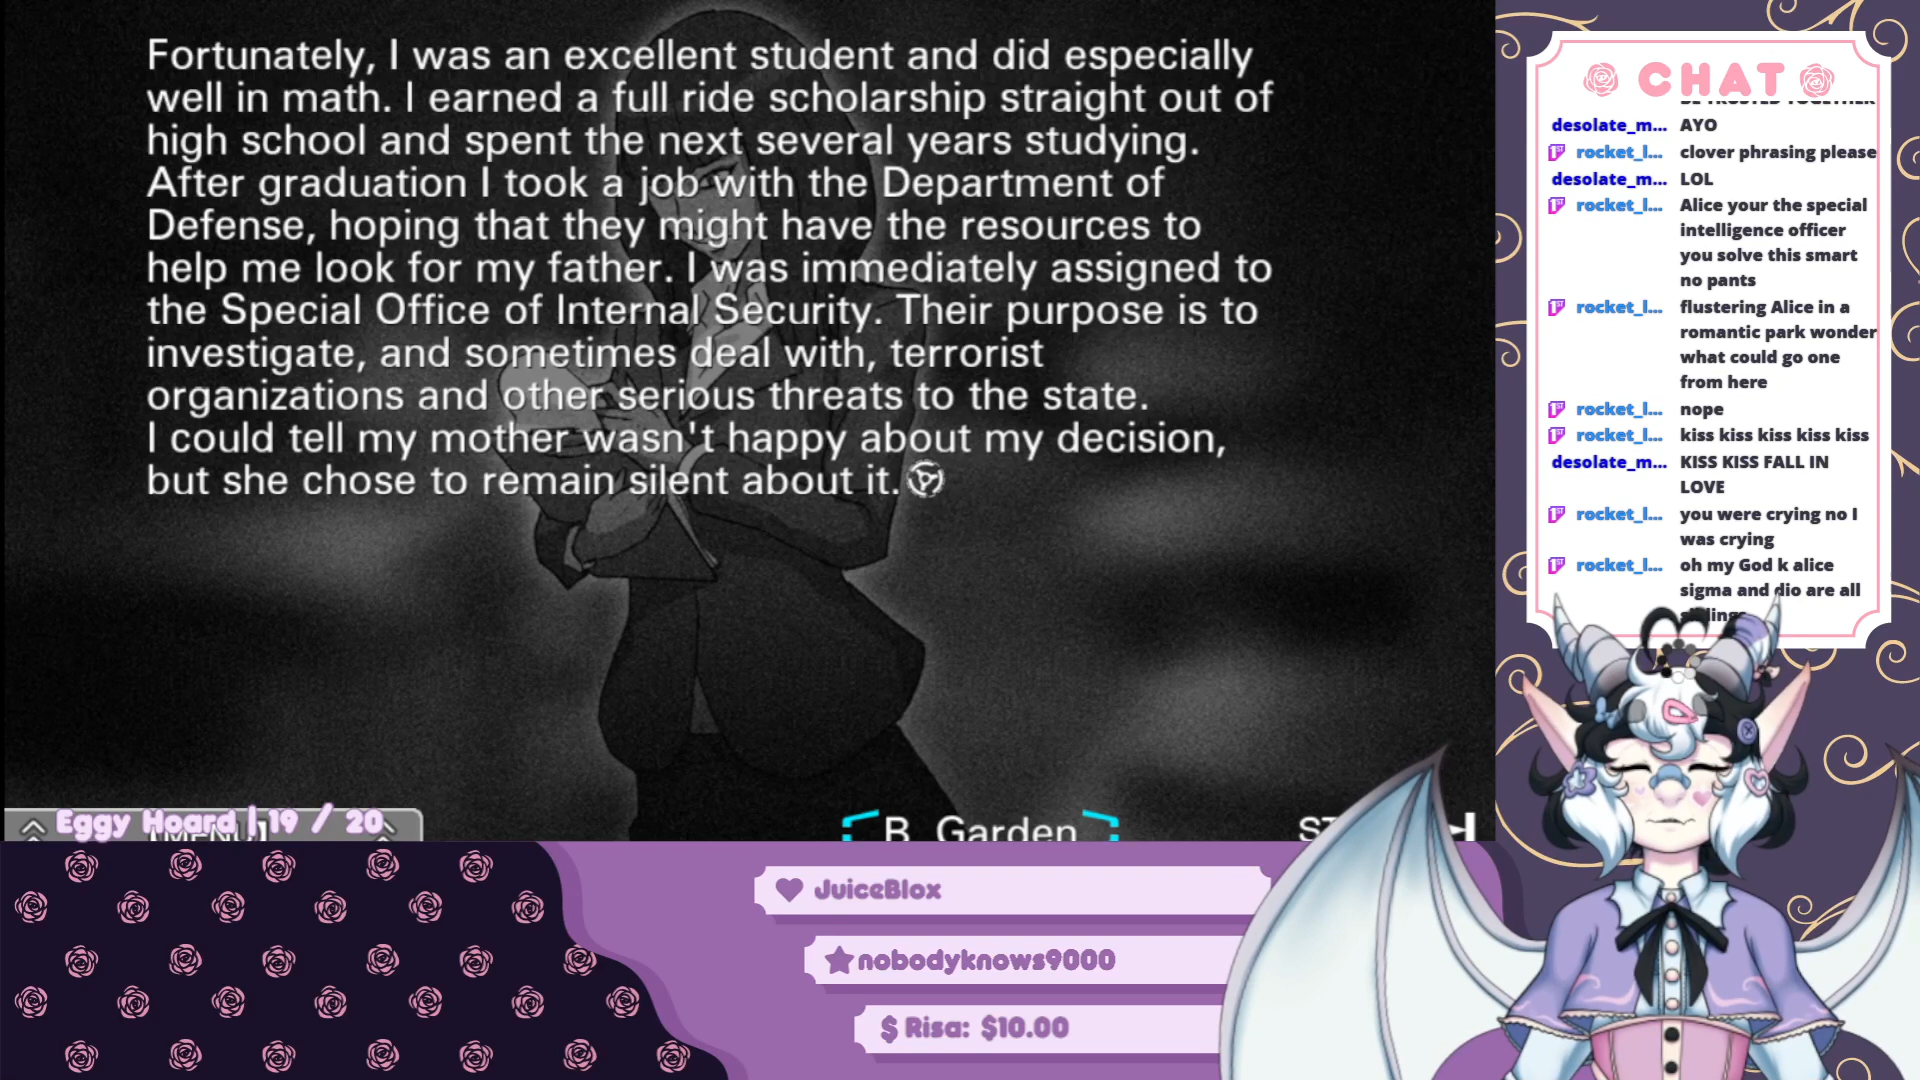 Fortunately, I was an excellent student and did especially
well in math. I earned a full ride scholarship straight out of
high school and spent the next several years studying.
After graduation I took a job with the Department of
Defense, hoping that they might have the resources to
help me look for my father. I was immediately assigned to
the Special Office of Internal Security. Their purpose is to
investigate, and sometimes deal with, terrorist
organizations and other serious threats to the state.
I could tell my mother wasn't happy about my decision,
but she chose to remain silent about it.
Eggy Hoard | 19 / 20
[MENU]
B. Garden
CHAT
BE TRUSTED TOGETHER
desolate_m... AYO
rocket_l... clover phrasing please
desolate_m... LOL
rocket_l... Alice your the special
intelligence officer
you solve this smart
no pants
rocket_l... flustering Alice in a
romantic park wonder
what could go one
from here
rocket_l... nope
rocket_l... kiss kiss kiss kiss kiss
desolate_m... KISS KISS FALL IN
LOVE
rocket_l... you were crying no I
was crying
rocket_l... oh my God k alice
sigma and dio are all
JuiceBlox
nobodyknows9000
$ Risa: $10.00